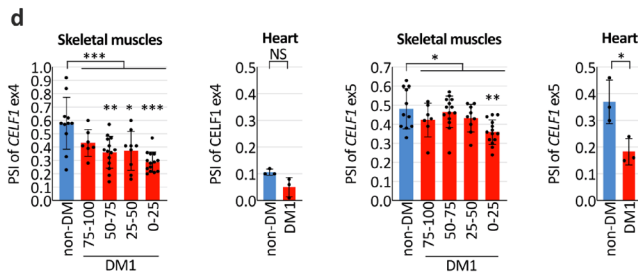 d
Skeletal muscles
***
PSI of CELF1 ex4
1.0
0.9
0.8
0.7
0.6
0.5
0.4
0.3
0.2
0.1
0
** * ***
non-DM 75-100 50-75 25-50 0-25
DM1
Heart
NS
PSI of CELF1 ex4
0.5
0.4
0.3
0.2
0.1
0
non-DM DM1
Skeletal muscles
*
PSI of CELF1 ex5
0.7
0.6
0.5
0.4
0.3
0.2
0.1
0
**
non-DM 75-100 50-75 25-50 0-25
DM1
Heart
*
PSI of CELF1 ex5
0.5
0.4
0.3
0.2
0.1
0
non-DM DM1